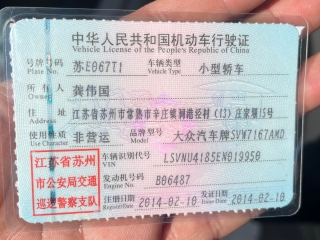 中华人民共和国机动车行驶证
Vehicle License of the People's Republic of China
号牌号码 苏E067T1 车辆类型 小型轿车
Plate No. Vehicle Type
所有人 龚伟国
Owner
住址 江苏省苏州市常熟市辛庄镇润浩泾村(13)庄家塥15号
使用性质 非营运 品牌型号 大众汽车牌SVW7167AMD
Use Character Model
江苏省苏州市公安局交通巡逻警察支队
车辆识别代号 LSVNU4185EN019950
VIN
发动机号码 B06487
Engine No.
注册日期 2014-02-10 发证日期 2014-02-10
Register Date Issue Date